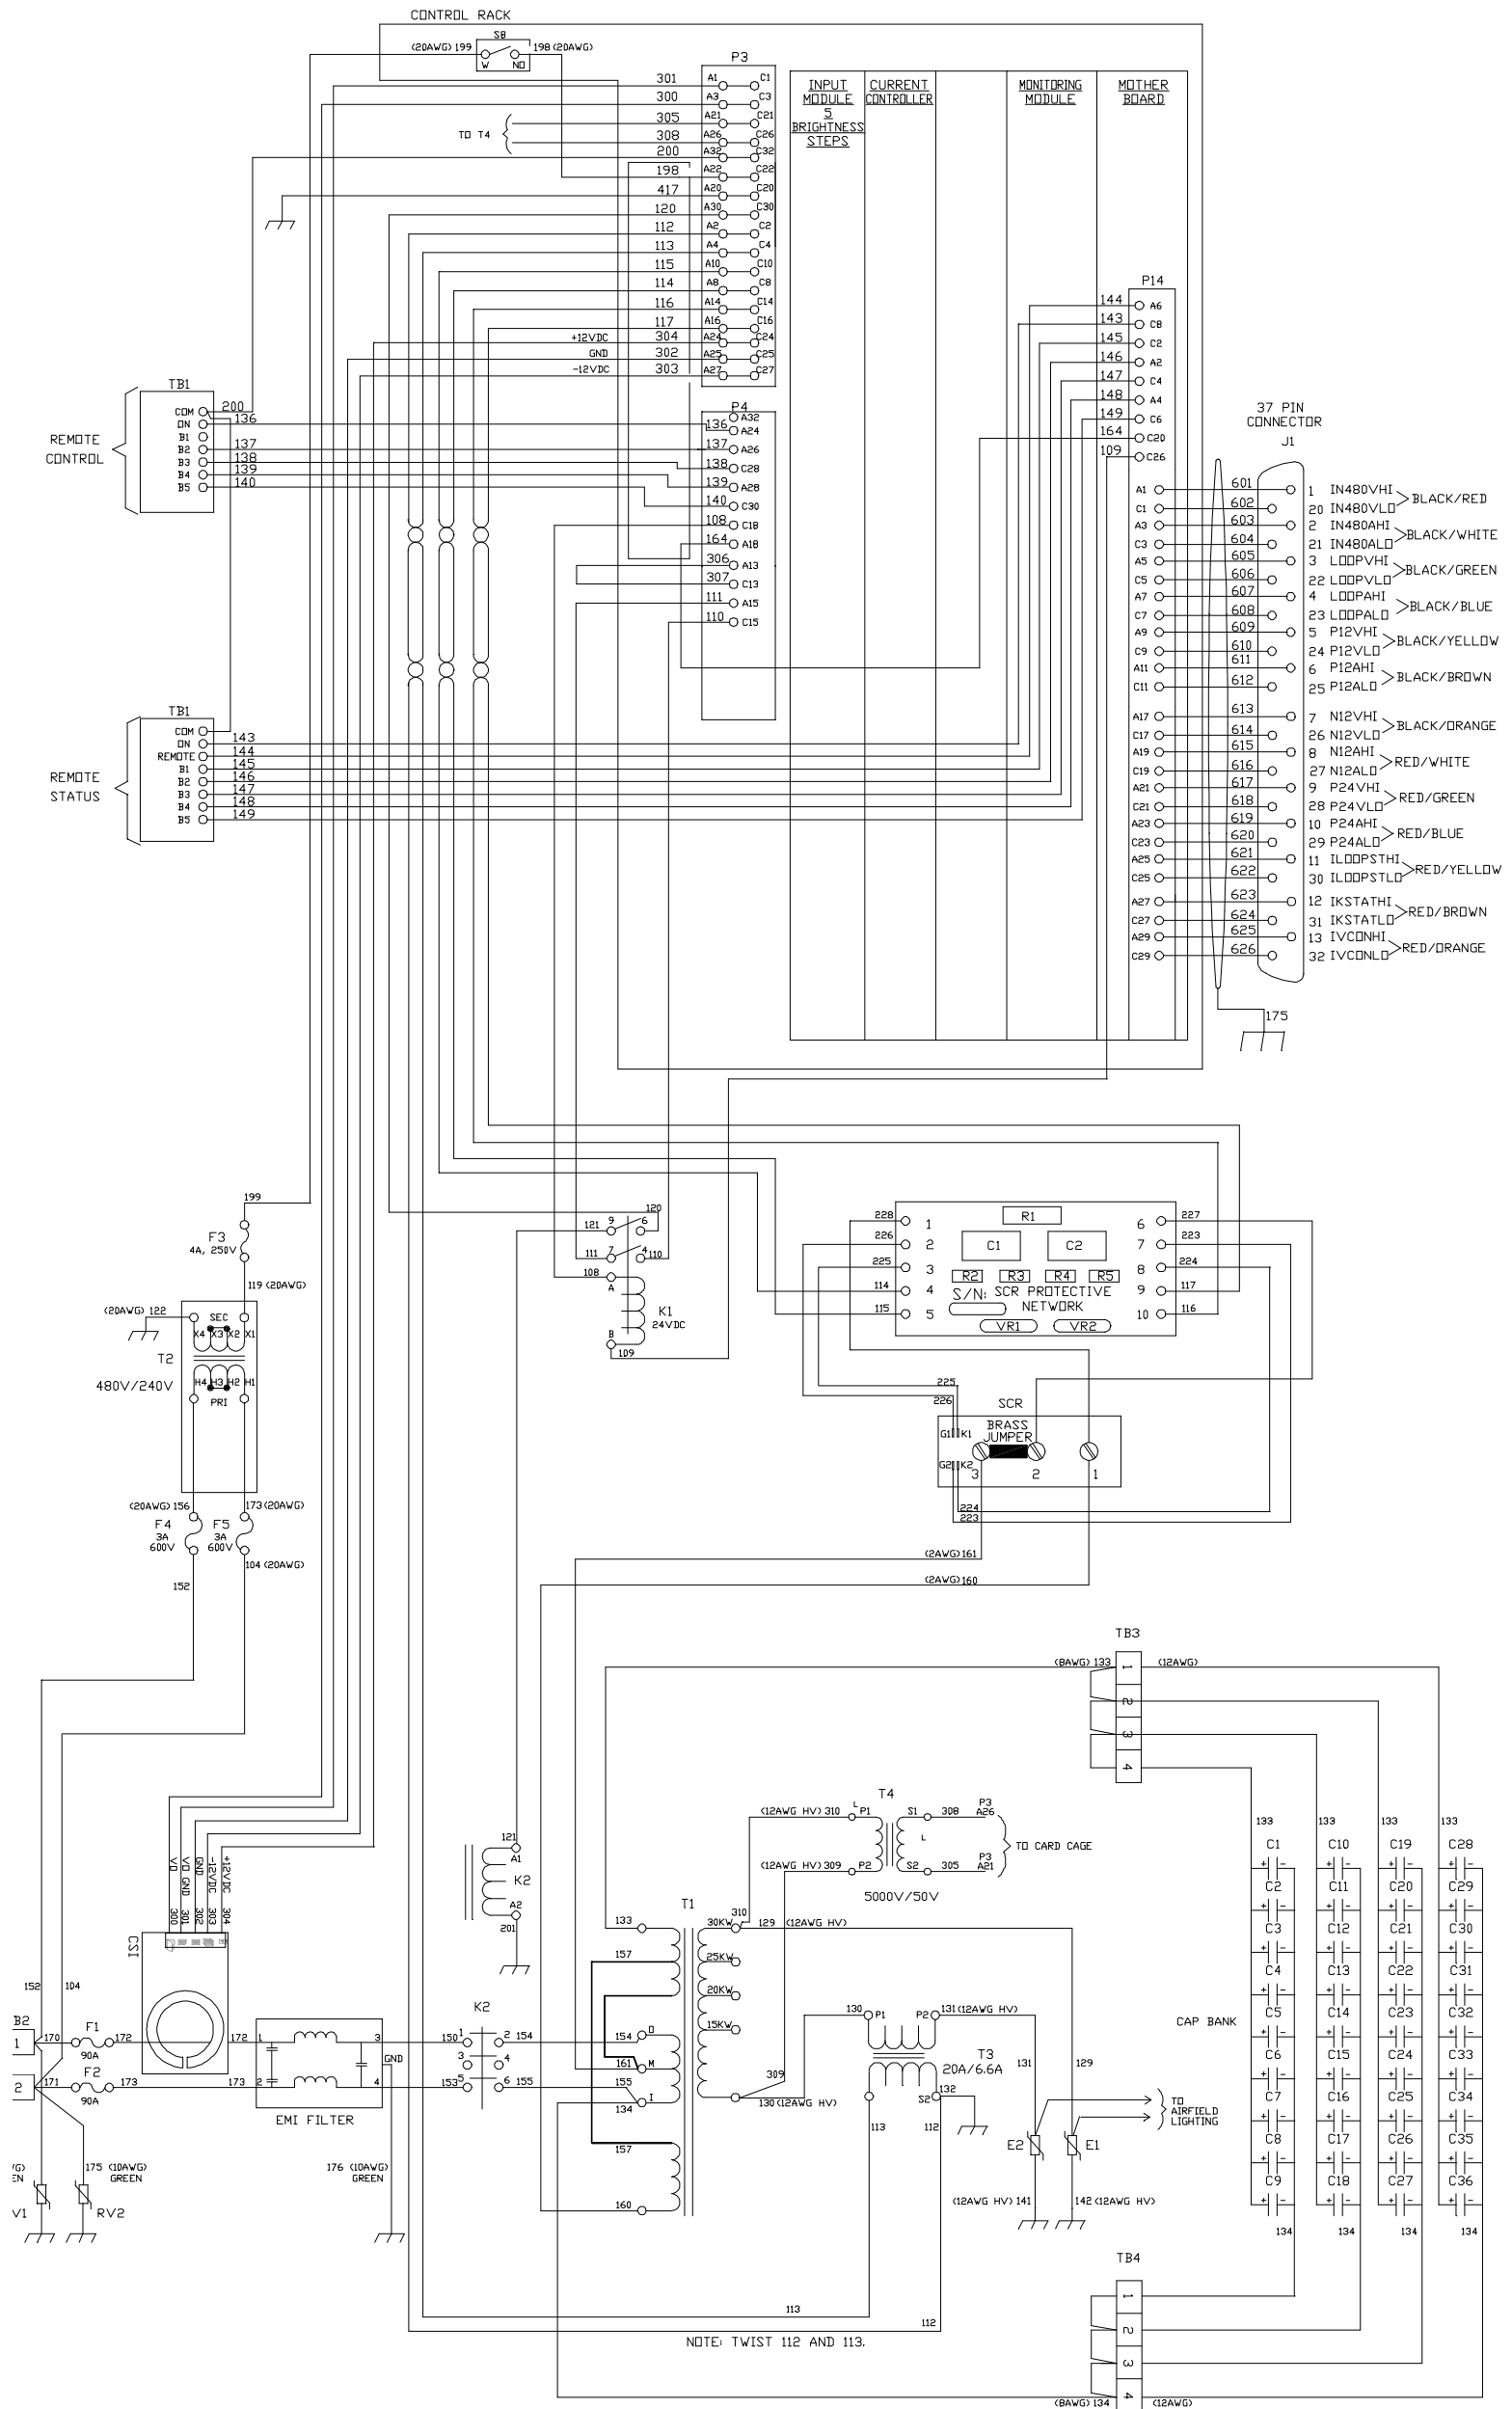 CONTROL RACK
S8
(20AWG) 199
198 (20AWG)
W
NO
P3
301 A1 C1
300 A3 C3
305 A21 C21
TO T4
308 A26 C26
200 A32 C32
198 A22 C22
417 A20 C20
120 A30 C30
112 A2 C2
113 A4 C4
115 A10 C10
114 A8 C8
116 A14 C14
117 A16 C16
+12VDC 304 A24 C24
GND 302 A25 C25
-12VDC 303 A27 C27
INPUT
MODULE
5
BRIGHTNESS
STEPS
CURRENT
CONTROLLER
MONITORING
MODULE
MOTHER
BOARD
P14
144 A6
143 C8
145 C2
146 A2
147 C4
148 A4
149 C6
164 C20
109 C26
P4
A32
136 A24
137 A26
138 C28
139 A28
140 C30
108 C18
164 A18
306 A13
307 C13
111 A15
110 C15
TB1
REMOTE
CONTROL
COM 200
ON 136
B1
B2 137
B3 138
B4 139
B5 140
TB1
REMOTE
STATUS
COM
ON 143
REMOTE 144
B1 145
B2 146
B3 147
B4 148
B5 149
37 PIN
CONNECTOR
J1
A1 601 1 IN480VHI
BLACK/RED
C1 602 20 IN480VLO
A3 603 2 IN480AHI
BLACK/WHITE
C3 604 21 IN480ALO
A5 605 3 LOOPVHI
BLACK/GREEN
C5 606 22 LOOPVLO
A7 607 4 LOOPAHI
BLACK/BLUE
C7 608 23 LOOPALO
A9 609 5 P12VHI
BLACK/YELLOW
C9 610 24 P12VLO
A11 611 6 P12AHI
BLACK/BROWN
C11 612 25 P12ALO
A17 613 7 N12VHI
BLACK/ORANGE
C17 614 26 N12VLO
A19 615 8 N12AHI
RED/WHITE
C19 616 27 N12ALO
A21 617 9 P24VHI
RED/GREEN
C21 618 28 P24VLO
A23 619 10 P24AHI
RED/BLUE
C23 620 29 P24ALO
A25 621 11 ILOOPSTHI
RED/YELLOW
C25 622 30 ILOOPSTLO
A27 623 12 IKSTATHI
RED/BROWN
C27 624 31 IKSTATLO
A29 625 13 IVCONHI
RED/ORANGE
C29 626 32 IVCONLO
175
199
F3
4A, 250V
119 (20AWG)
(20AWG) 122
SEC
X4 X3 X2 X1
T2
480V/240V
H4 H3 H2 H1
PRI
(20AWG) 156
173 (20AWG)
F4
3A
600V
F5
3A
600V
104 (20AWG)
152
120
121 9 6
111 7 4 110
108
A
K1
24VDC
B
109
228 1
226 2
225 3
114 4
115 5
R1
C1 C2
R2 R3 R4 R5
S/N: SCR PROTECTIVE
NETWORK
VR1 VR2
6 227
7 223
8 224
9 117
10 116
225
226
SCR
BRASS
JUMPER
G1 K1
G2 K2
3 2 1
224
223
(2AWG) 161
(2AWG) 160
TB3
(8AWG) 133 1 (12AWG)
2
3
4
VO 300
VO GND 301
GND 302
-12VDC 303
+12VDC 304
CS1
152
104
B2
1
2
170
F1
90A
172
172
171
F2
90A
173
173
1
2
3
4
GND
EMI FILTER
175 (10AWG)
GREEN
RV2
176 (10AWG)
GREEN
121
A1
K2
A2
201
K2
150 1 2 154
3 4
153 5 6 155
T1
133
157
154 O
161 M
155
134 I
157
160
30KW
25KW
20KW
15KW
310
129 (12AWG HV)
T4
(12AWG HV) 310 L P1
(12AWG HV) 309 P2
S1 308 P3
A26
L
S2 305 P3
A21
TO CARD CAGE
5000V/50V
309
130 (12AWG HV)
130 P1
P2 131 (12AWG HV)
T3
20A/6.6A
132
S2
113
112
131
129
E2
E1
TO
AIRFIELD
LIGHTING
(12AWG HV) 141
142 (12AWG HV)
CAP BANK
133 133 133 133
C1 C10 C19 C28
C2 C11 C20 C29
C3 C12 C21 C30
C4 C13 C22 C31
C5 C14 C23 C32
C6 C15 C24 C33
C7 C16 C25 C34
C8 C17 C26 C35
C9 C18 C27 C36
134 134 134 134
TB4
1
2
3
4
(8AWG) 134
(12AWG)
113
112
NOTE: TWIST 112 AND 113.